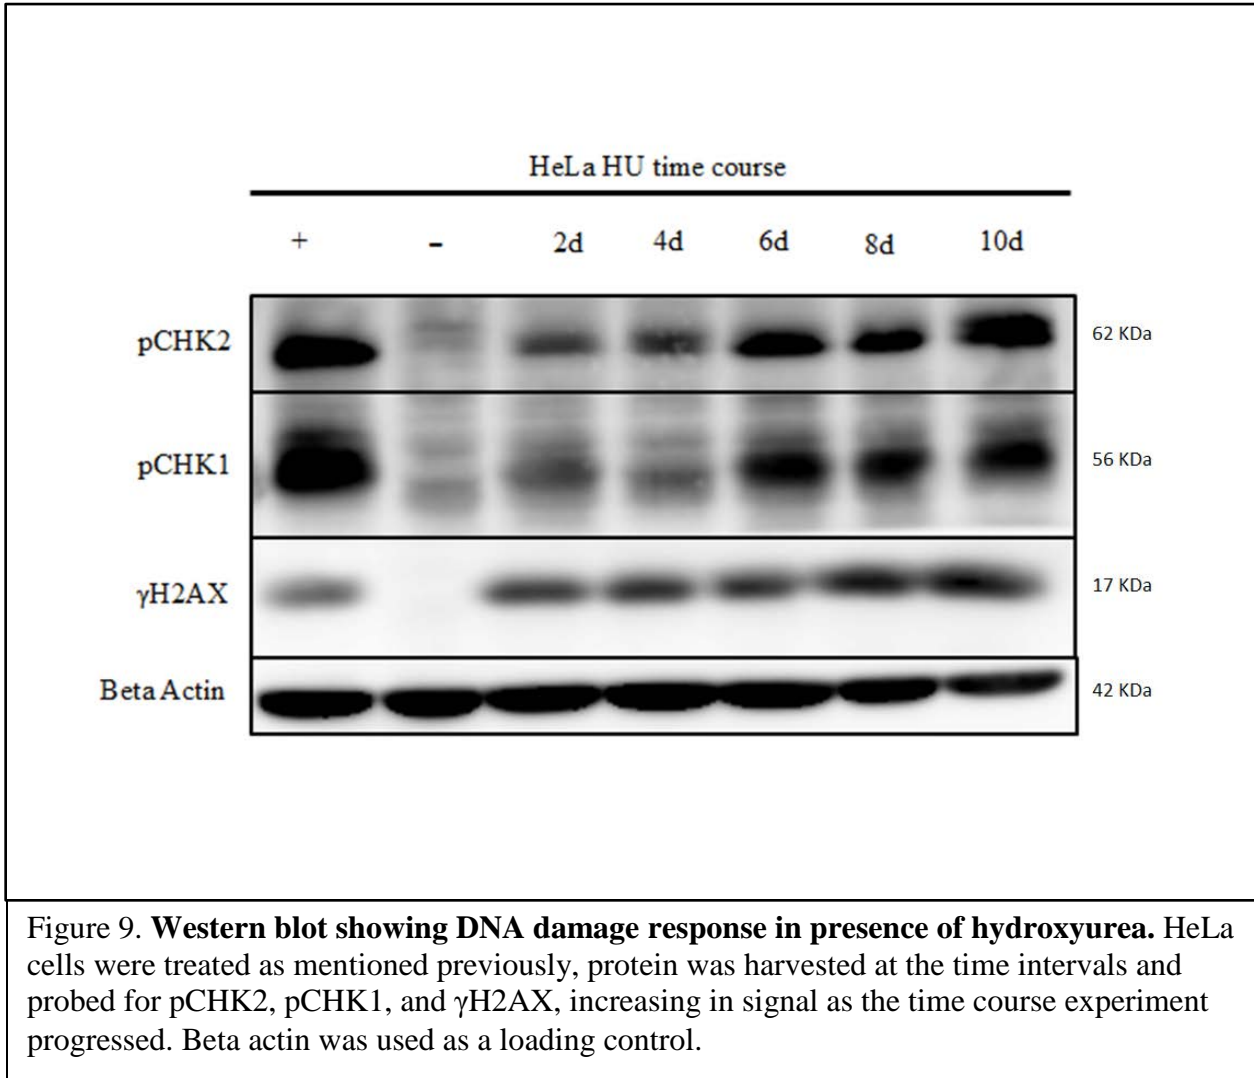 HeLa HU time course
+ - 2d 4d 6d 8d 10d
pCHK2 62 KDa
pCHK1 56 KDa
γH2AX 17 KDa
Beta Actin 42 KDa
Figure 9. Western blot showing DNA damage response in presence of hydroxyurea. HeLa
cells were treated as mentioned previously, protein was harvested at the time intervals and
probed for pCHK2, pCHK1, and γH2AX, increasing in signal as the time course experiment
progressed. Beta actin was used as a loading control.